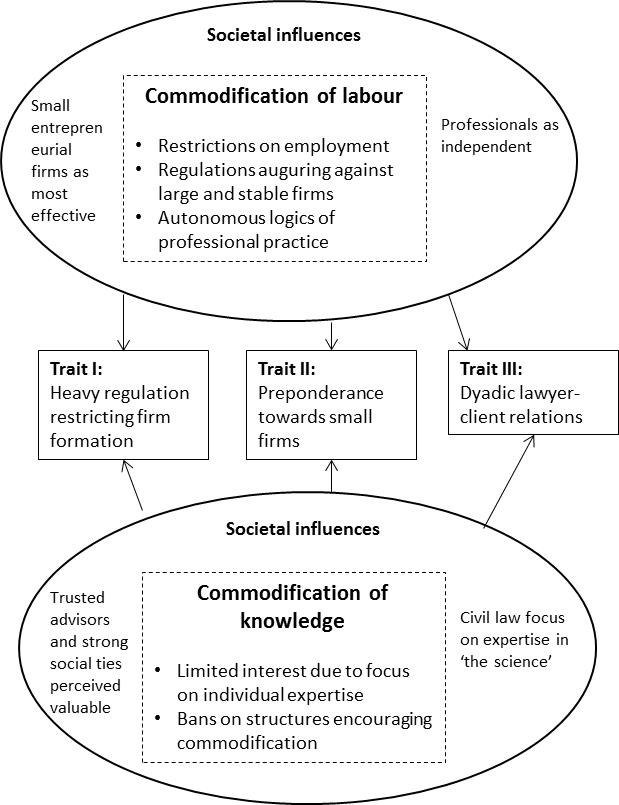 Societal influences
Small
entrepren
eurial
firms as
most
effective
Commodification of labour
• Restrictions on employment
• Regulations auguring against
large and stable firms
• Autonomous logics of
professional practice
Professionals as
independent
Trait I:
Heavy regulation
restricting firm
formation
Trait II:
Preponderance
towards small
firms
Trait III:
Dyadic lawyer-
client relations
Societal influences
Trusted
advisors
and strong
social ties
perceived
valuable
Commodification of
knowledge
• Limited interest due to focus
on individual expertise
• Bans on structures encouraging
commodification
Civil law focus
on expertise in
‘the science’